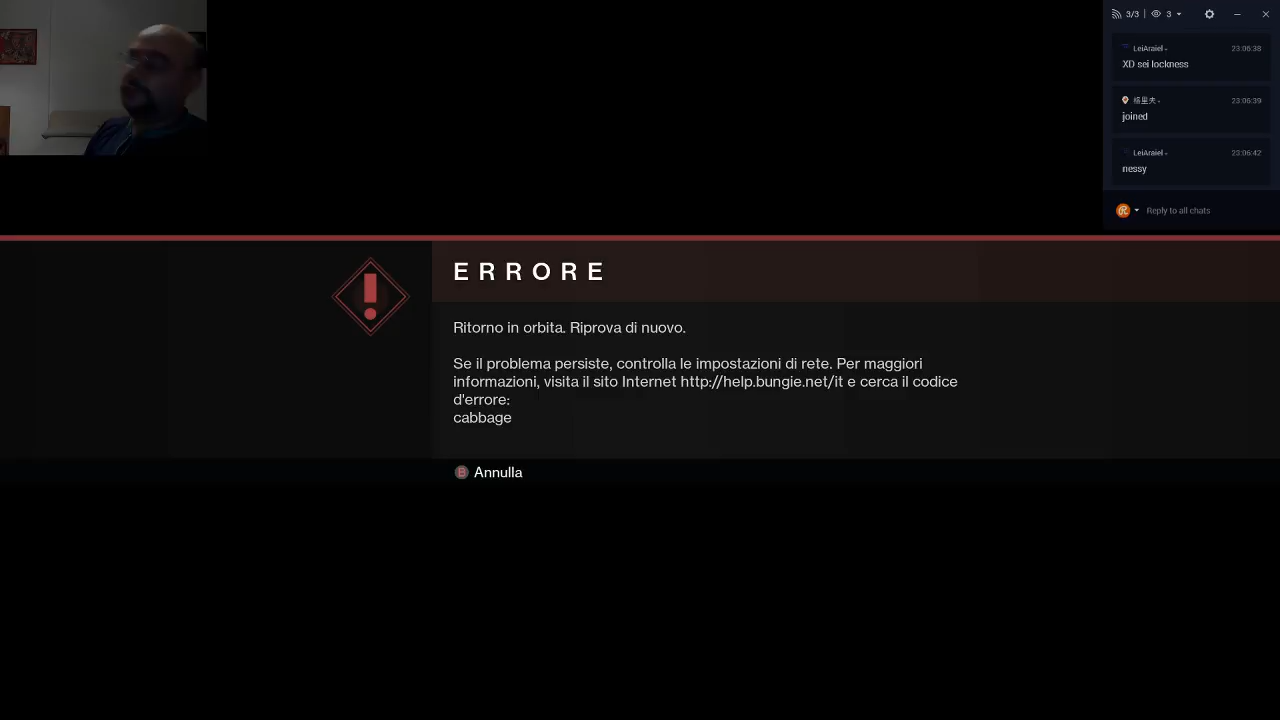 3/3
3
LeiAraiel
23:06:38
XD sei lockness
格里夫
23:06:39
joined
LeiAraiel
23:06:42
nessy
Reply to all chats
ERRORE
Ritorno in orbita. Riprova di nuovo.
Se il problema persiste, controlla le impostazioni di rete. Per maggiori
informazioni, visita il sito Internet http://help.bungie.net/it e cerca il codice
d'errore:
cabbage
B Annulla